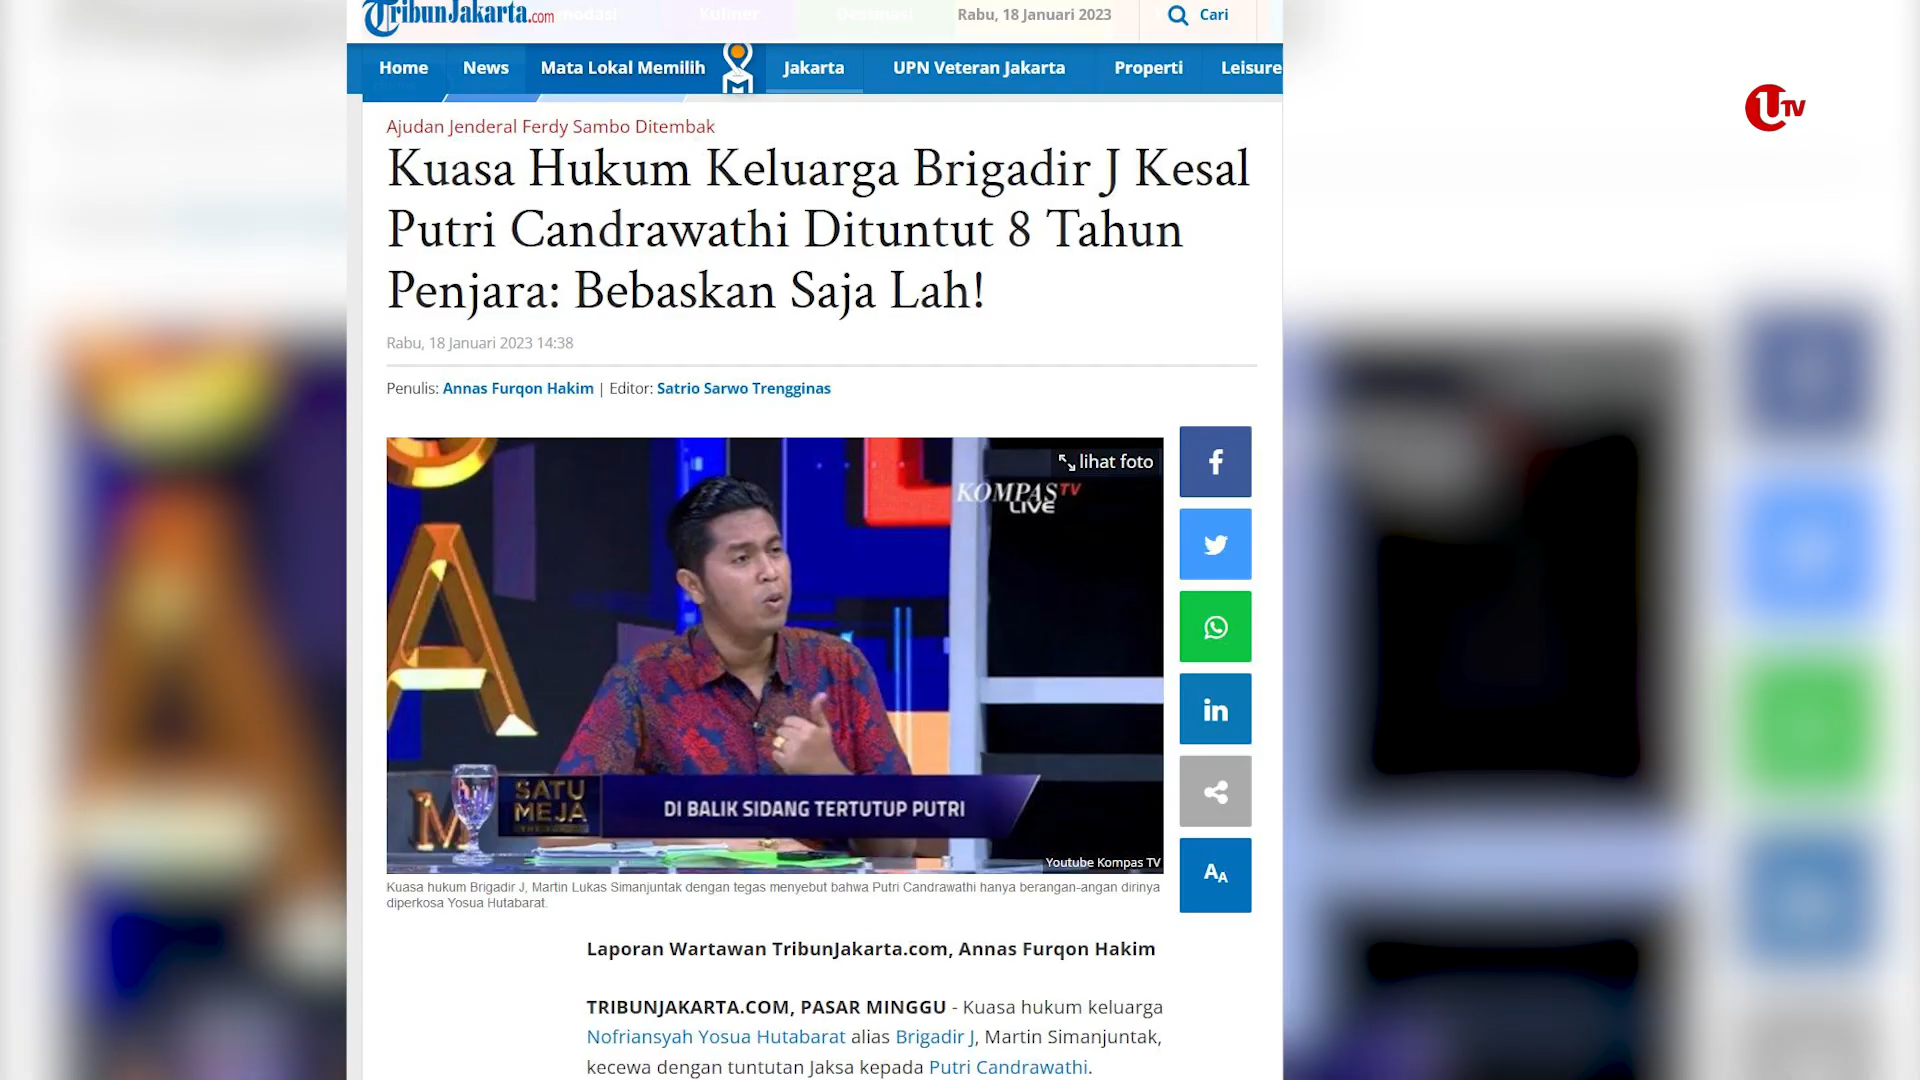 TribunJakarta.com
Kuliner
Destinasi
Rabu, 18 Januari 2023
Cari
Home News Mata Lokal Memilih Jakarta UPN Veteran Jakarta Properti Leisure
Ajudan Jenderal Ferdy Sambo Ditembak
Kuasa Hukum Keluarga Brigadir J Kesal
Putri Candrawathi Dituntut 8 Tahun
Penjara: Bebaskan Saja Lah!
Rabu, 18 Januari 2023 14:38
Penulis: Annas Furqon Hakim | Editor: Satrio Sarwo Trengginas
lihat foto
KOMPASTV
LIVE
A
M
SATU
MEJA
DI BALIK SIDANG TERTUTUP PUTRI
Youtube Kompas TV
Kuasa hukum Brigadir J, Martin Lukas Simanjuntak dengan tegas menyebut bahwa Putri Candrawathi hanya berangan-angan dirinya
diperkosa Yosua Hutabarat.
AA
Laporan Wartawan TribunJakarta.com, Annas Furqon Hakim
TRIBUNJAKARTA.COM, PASAR MINGGU - Kuasa hukum keluarga
Nofriansyah Yosua Hutabarat alias Brigadir J, Martin Simanjuntak,
kecewa dengan tuntutan Jaksa kepada Putri Candrawathi.
UTV